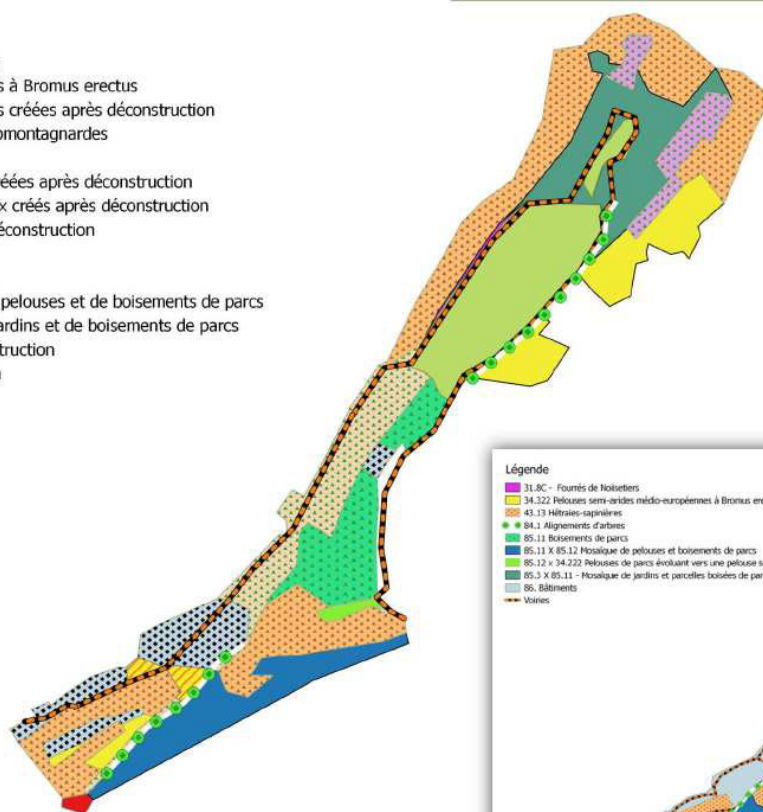 s à Bromus erectus
s créées après déconstruction
omontagnardes
réées après déconstruction
x créés après déconstruction
éconstruction
pelouses et de boisements de parcs
ardins et de boisements de parcs
truction
Légende
31.8C - Fourrés de Noisetiers
34.322 Pelouses semi-arides médio-européennes à Bromus ere
43.13 Hêtraies-sapinières
84.1 Alignements d'arbres
85.11 Boisements de parcs
85.11 X 85.12 Mosaïque de pelouses et boisements de parcs
85.12 x 34.222 Pelouses de parcs évoluant vers une pelouse s
85.3 X 85.11 - Mosaïque de jardins et parcelles boisées de par
86. Bâtiments
Voiries